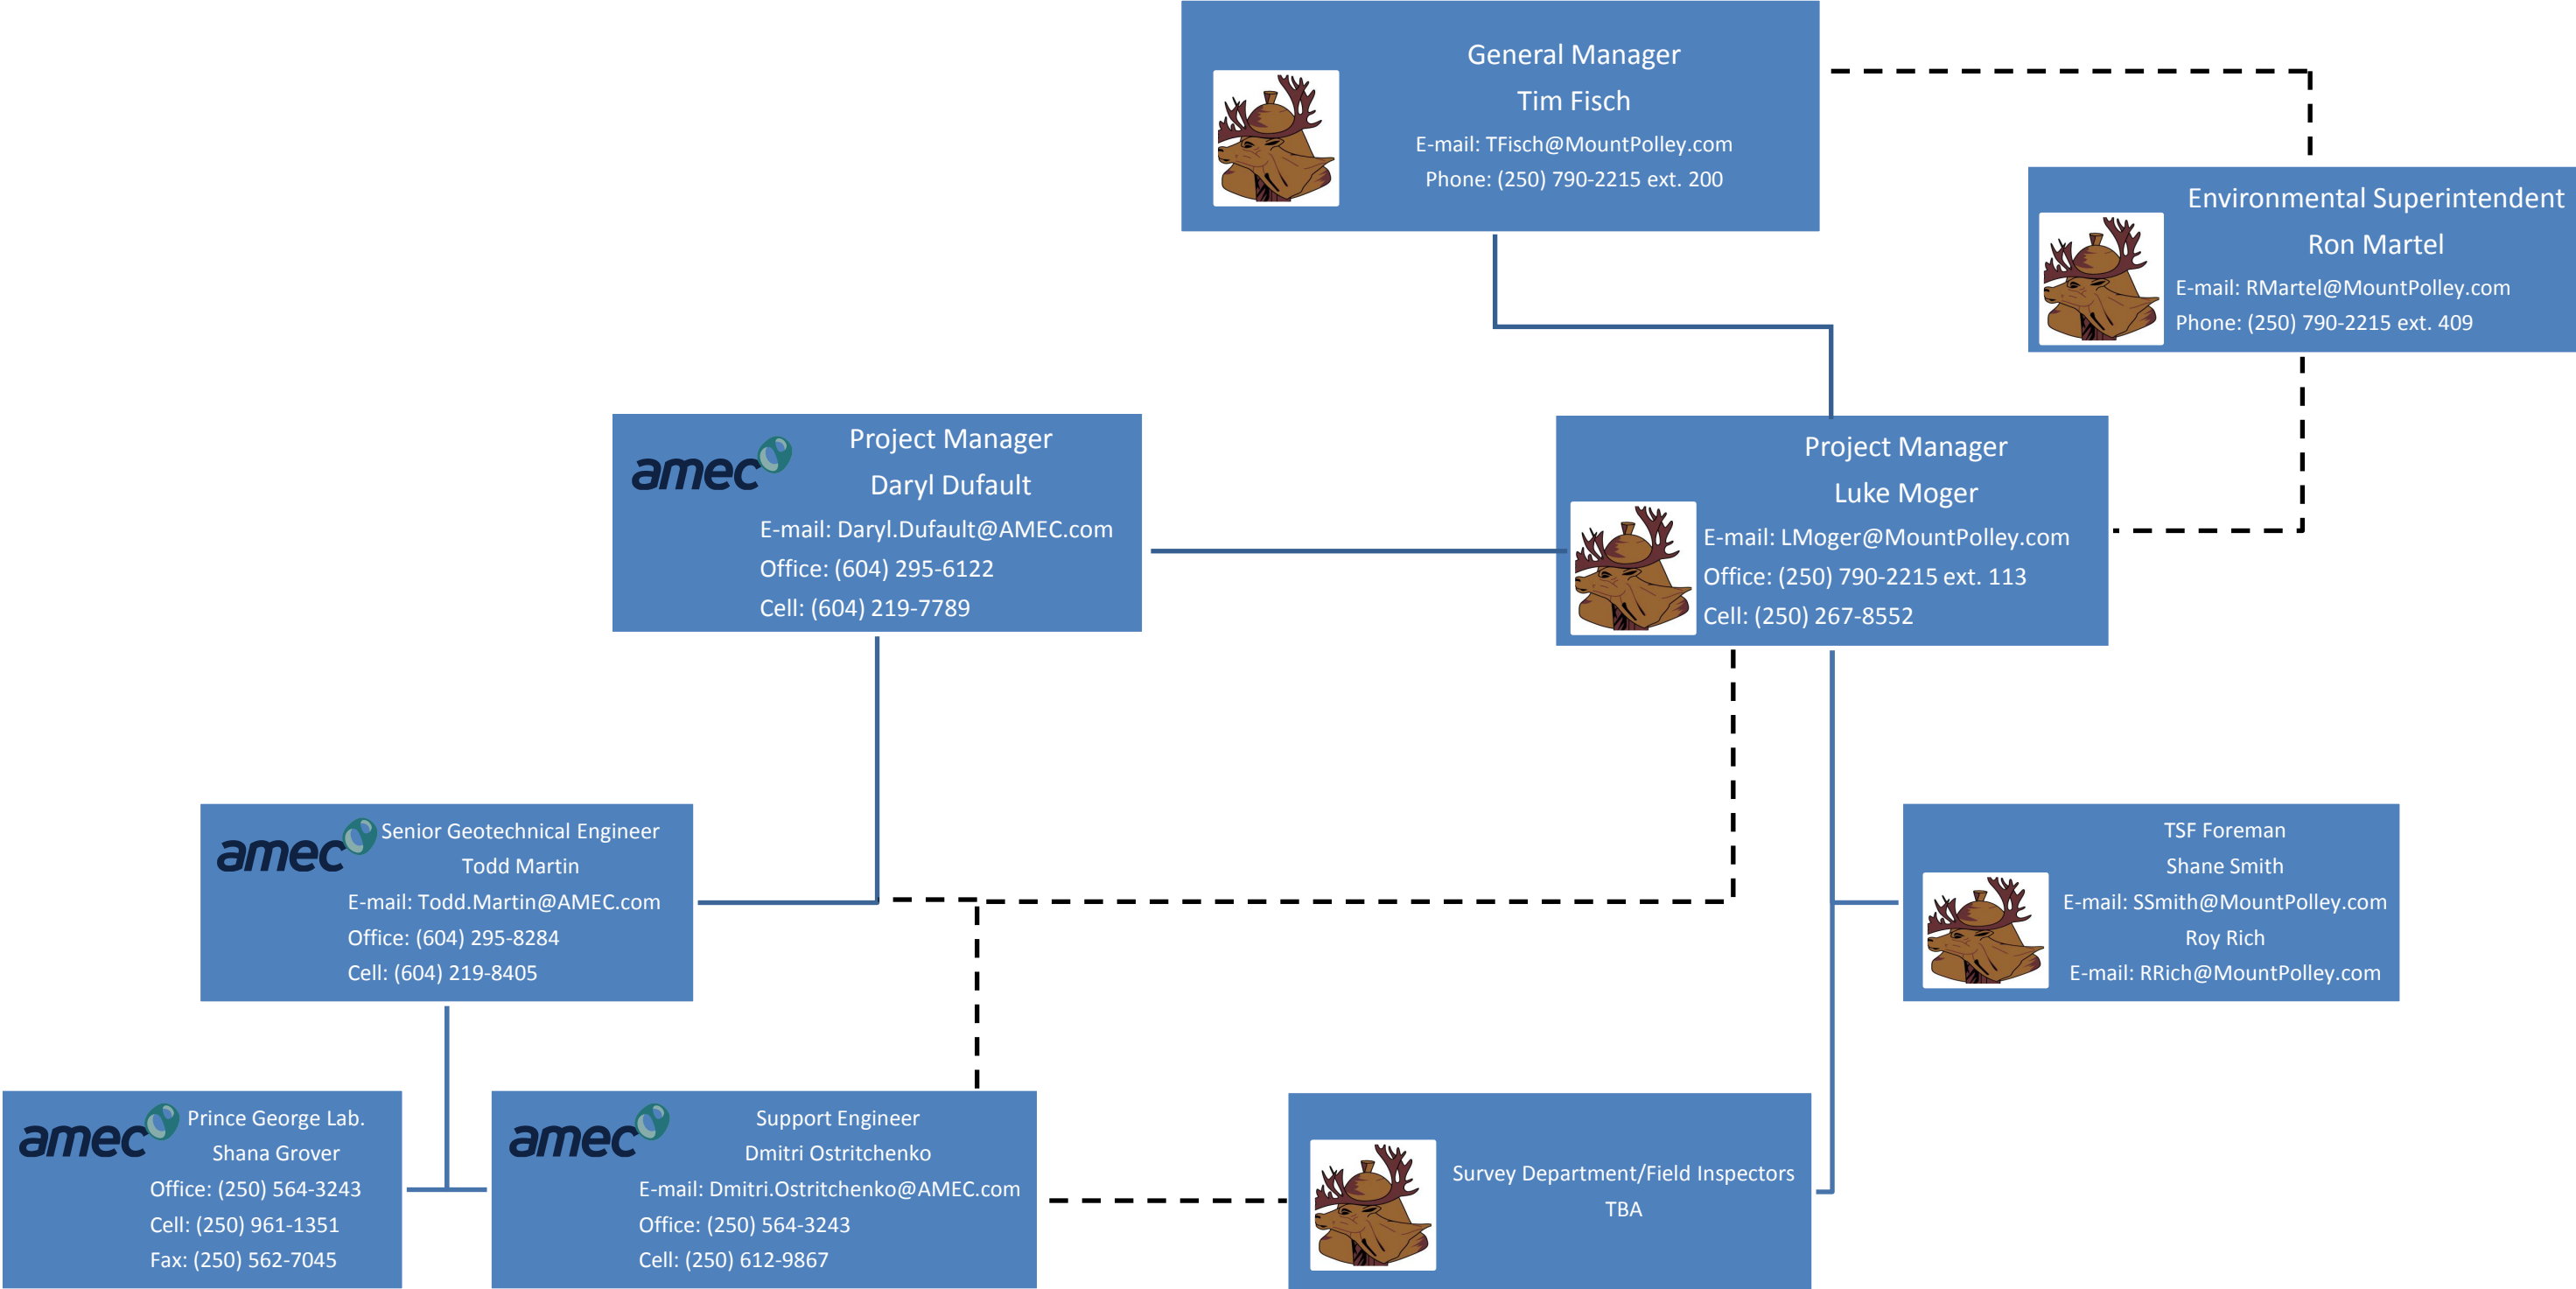 General Manager
Tim Fisch
E-mail: TFisch@MountPolley.com
Phone: (250) 790-2215 ext. 200
Environmental Superintendent
Ron Martel
E-mail: RMartel@MountPolley.com
Phone: (250) 790-2215 ext. 409
amec
Project Manager
Daryl Dufault
E-mail: Daryl.Dufault@AMEC.com
Office: (604) 295-6122
Cell: (604) 219-7789
Project Manager
Luke Moger
E-mail: LMoger@MountPolley.com
Office: (250) 790-2215 ext. 113
Cell: (250) 267-8552
amec
Senior Geotechnical Engineer
Todd Martin
E-mail: Todd.Martin@AMEC.com
Office: (604) 295-8284
Cell: (604) 219-8405
TSF Foreman
Shane Smith
E-mail: SSmith@MountPolley.com
Roy Rich
E-mail: RRich@MountPolley.com
amec
Prince George Lab.
Shana Grover
Office: (250) 564-3243
Cell: (250) 961-1351
Fax: (250) 562-7045
amec
Support Engineer
Dmitri Ostritchenko
E-mail: Dmitri.Ostritchenko@AMEC.com
Office: (250) 564-3243
Cell: (250) 612-9867
Survey Department/Field Inspectors
TBA